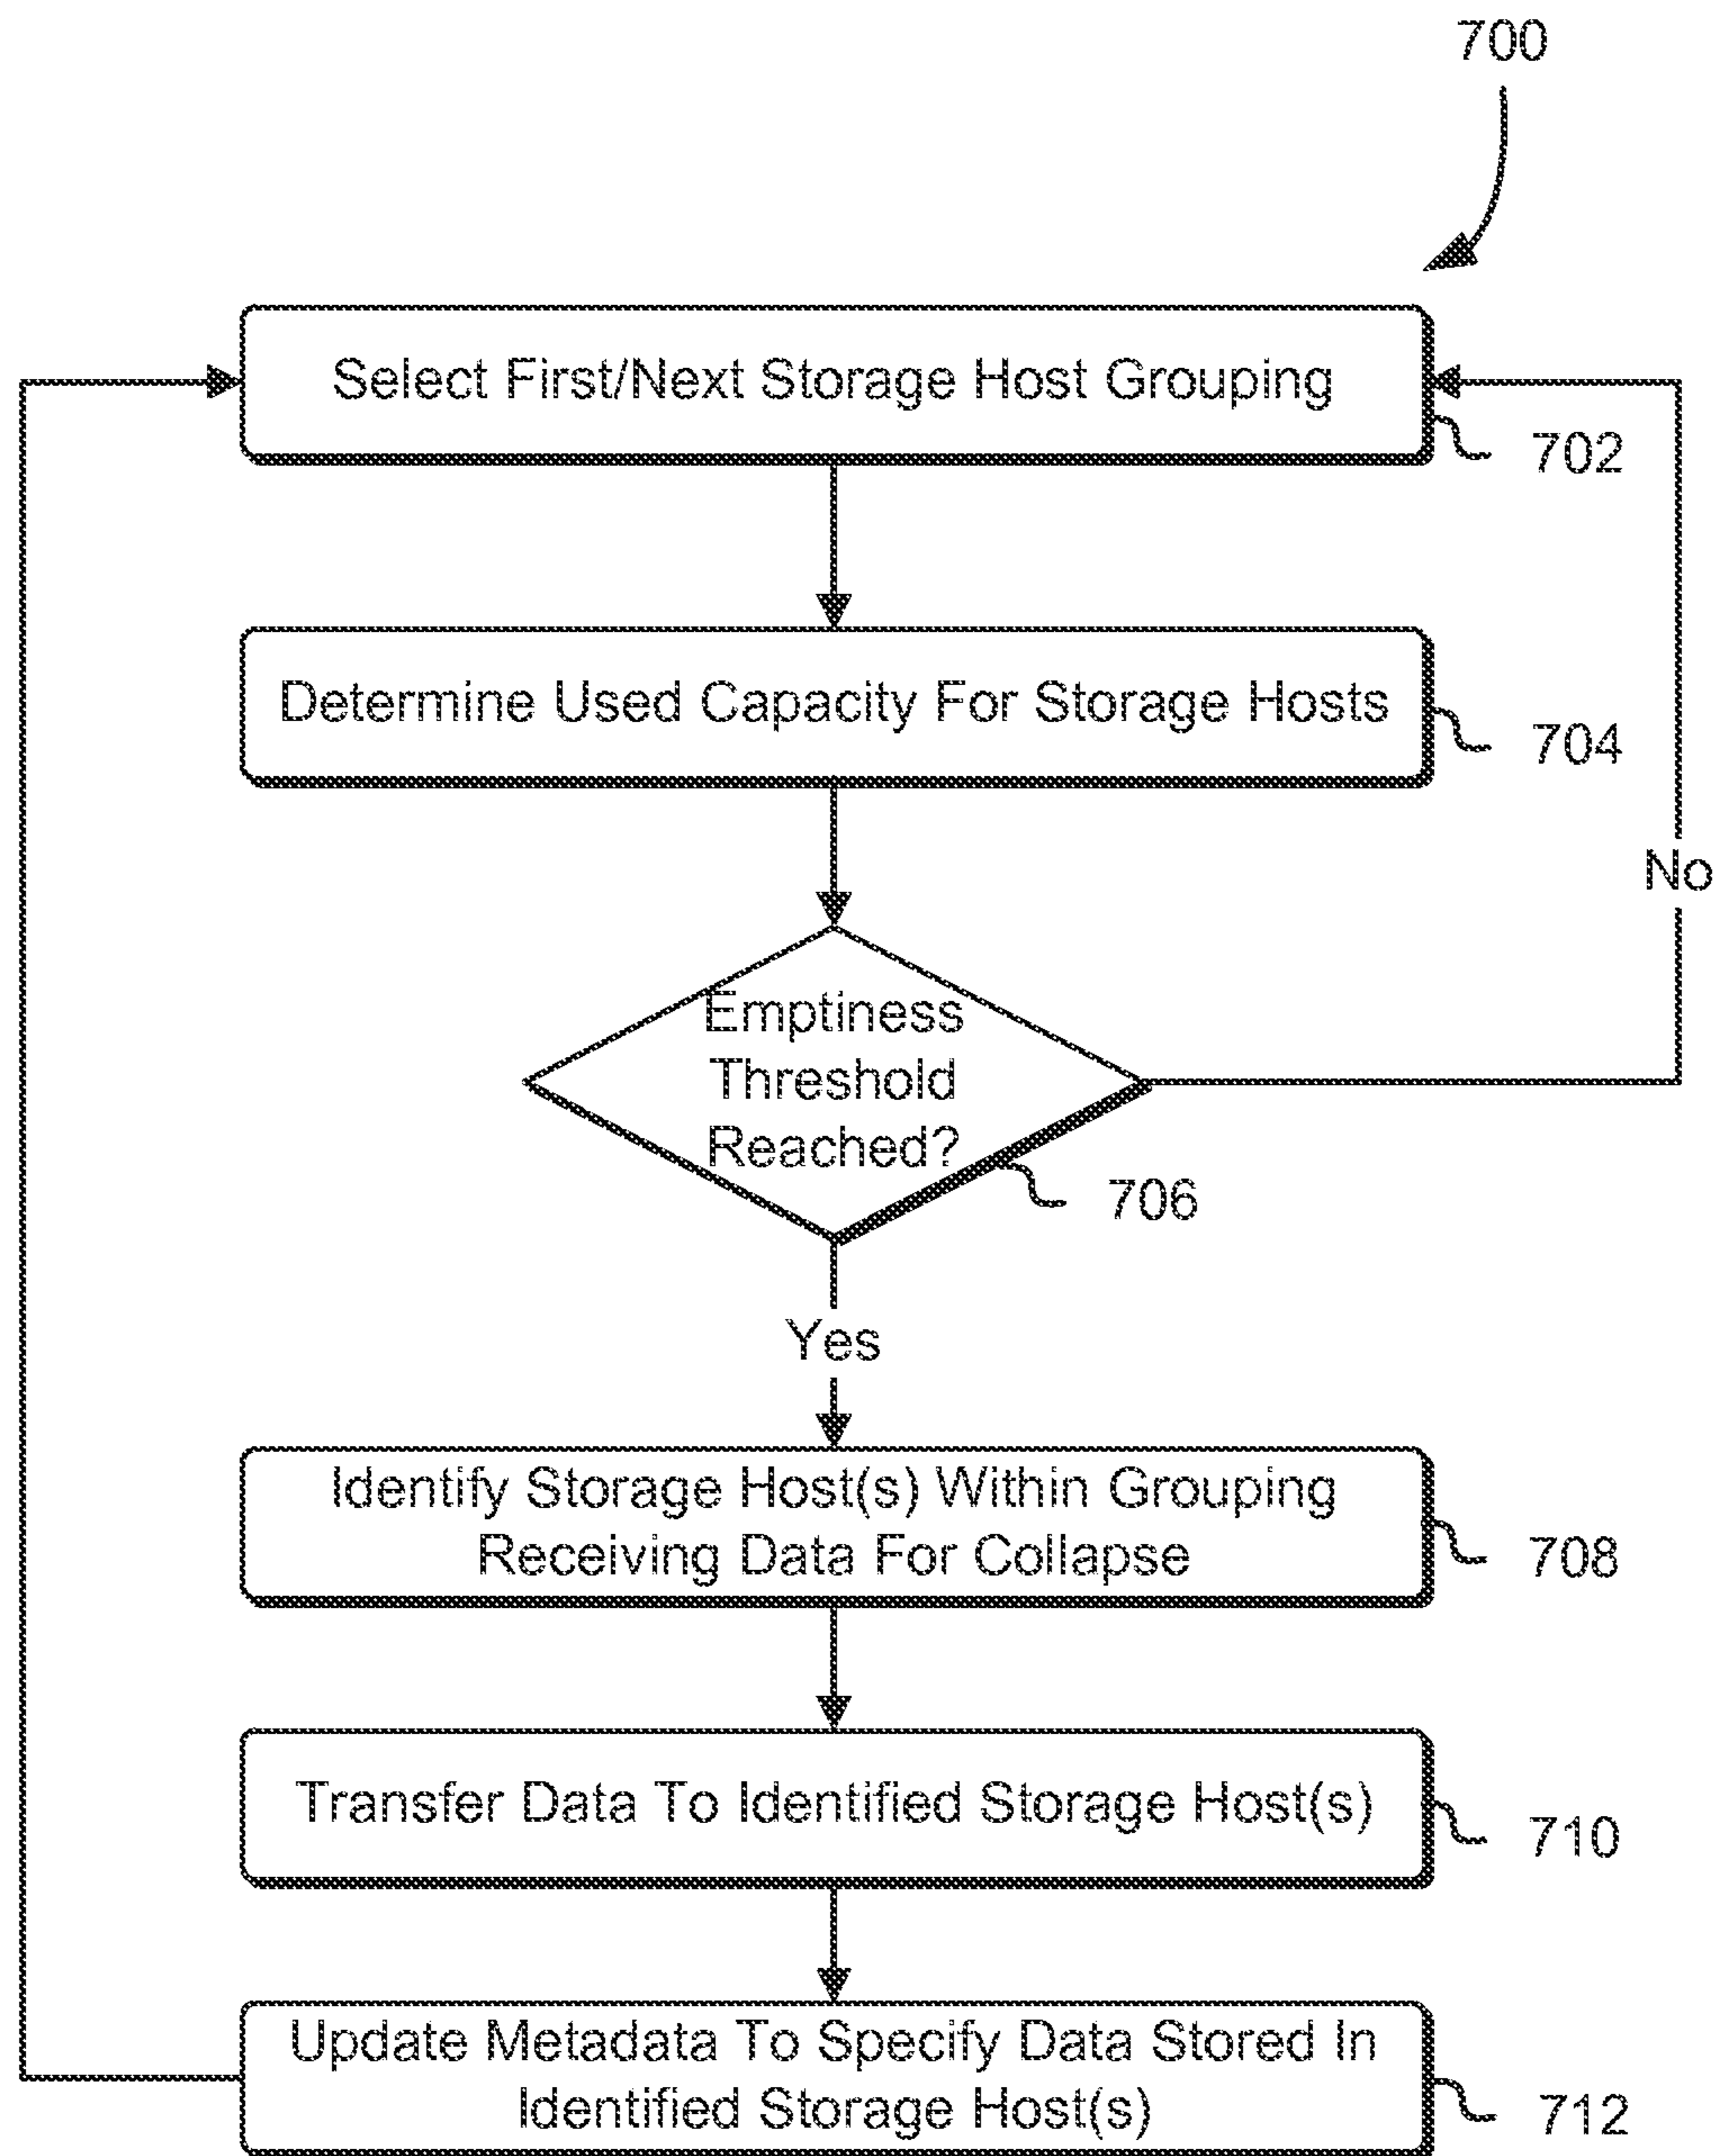 700
Select First/Next Storage Host Grouping
702
Determine Used Capacity For Storage Hosts
704
No
Emptiness
Threshold
Reached?
706
Yes
Identify Storage Host(s) Within Grouping
Receiving Data For Collapse
708
Transfer Data To Identified Storage Host(s)
710
Update Metadata To Specify Data Stored In
Identified Storage Host(s)
712